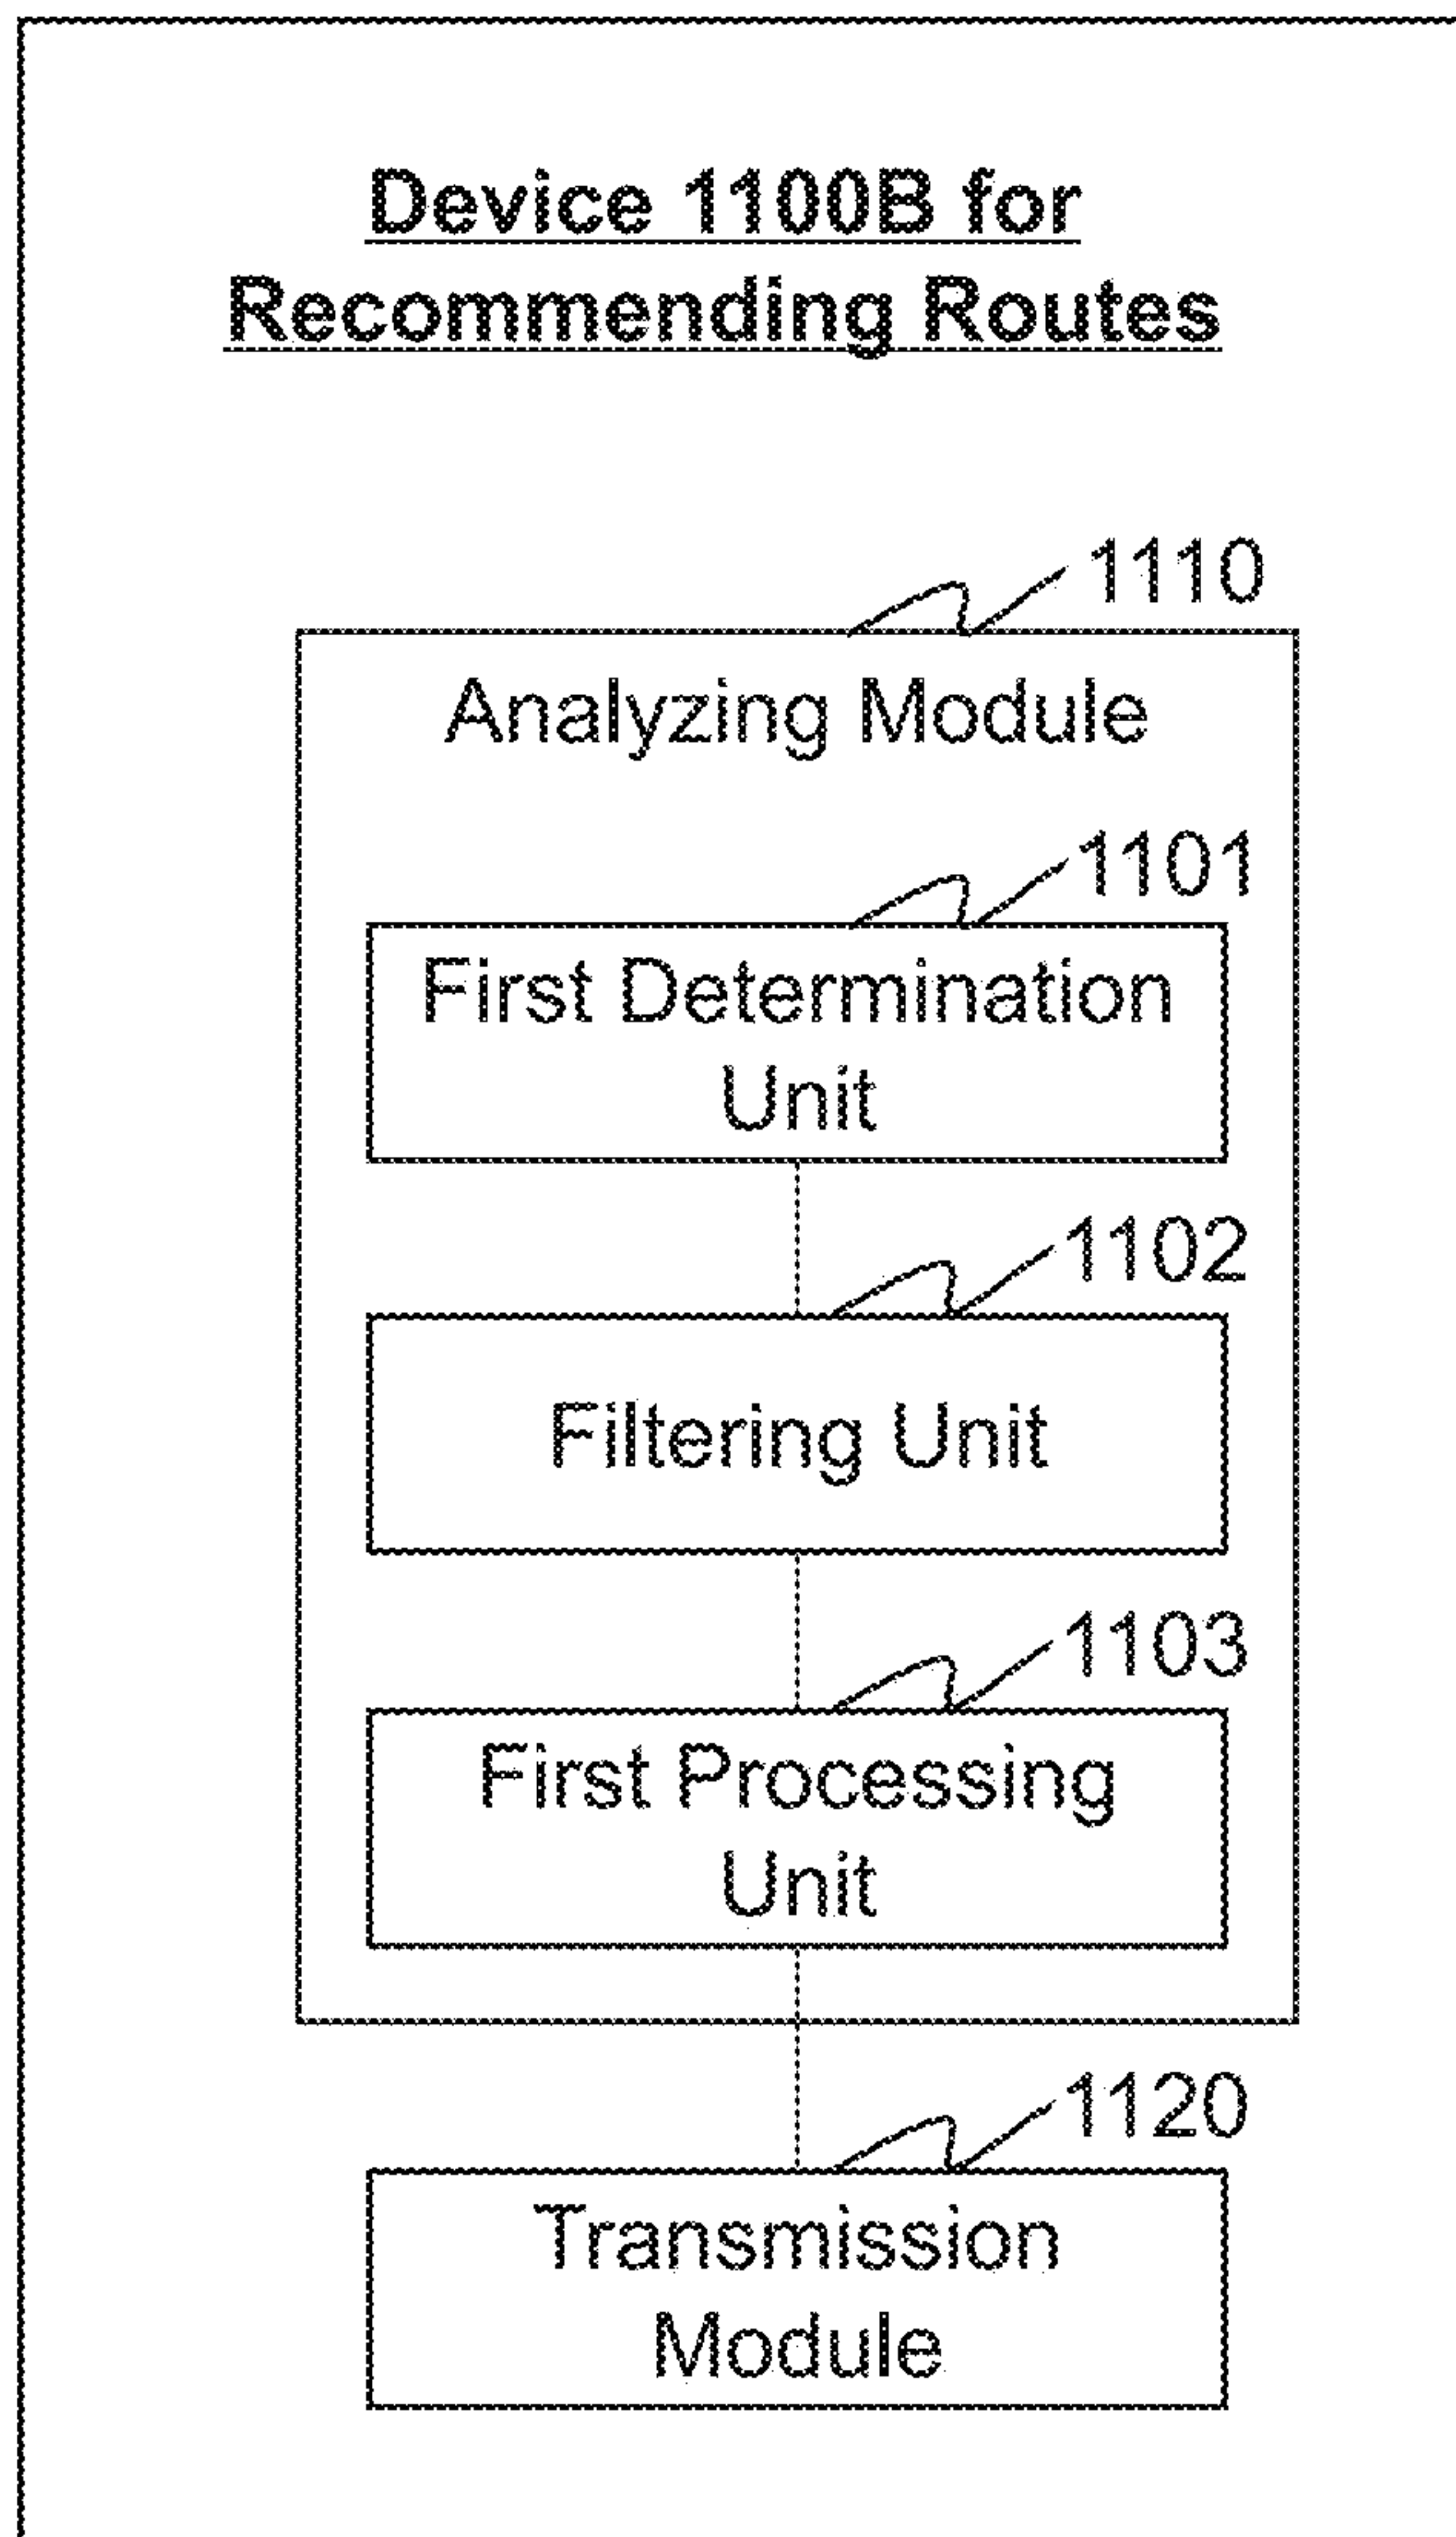 Device 1100B for
Recommending Routes
1110
Analyzing Module
1101
First Determination
Unit
1102
Filtering Unit
1103
First Processing
Unit
1120
Transmission
Module